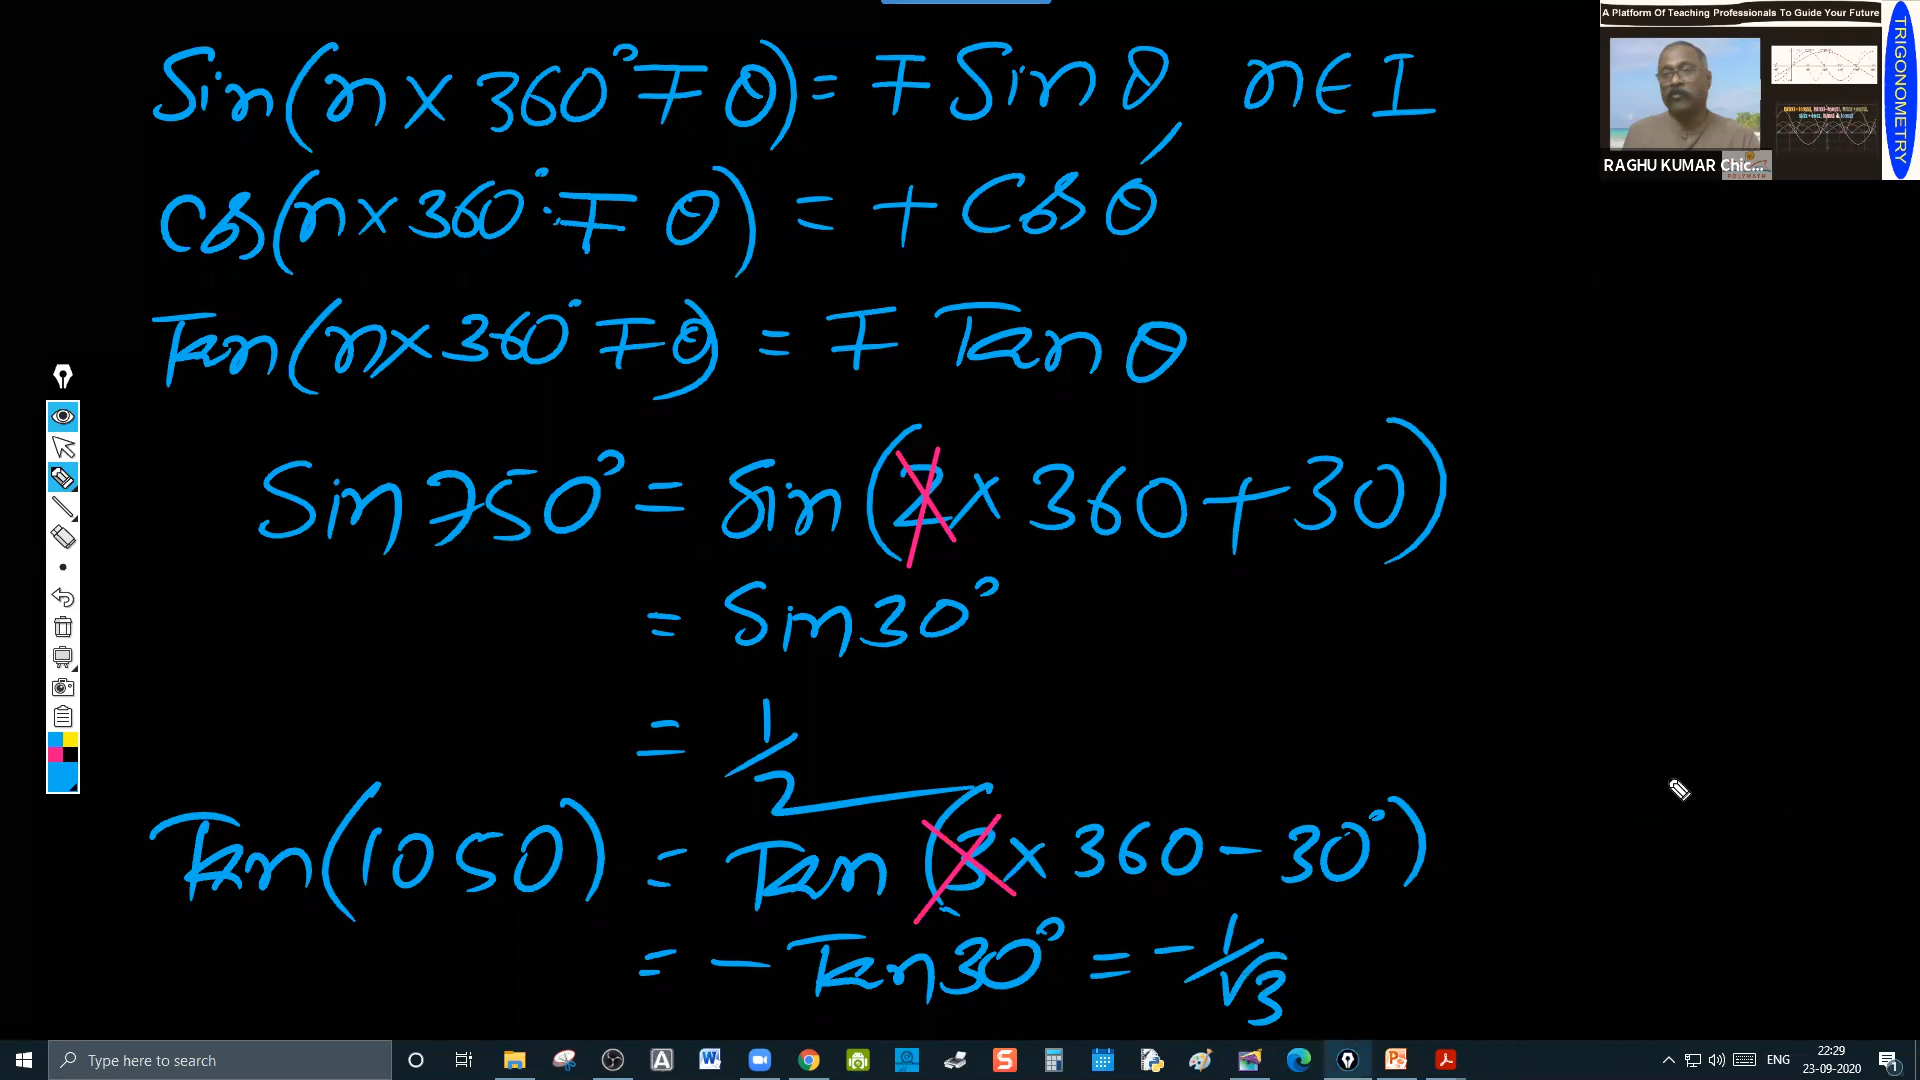 A Platform Of Teaching Professionals To Guide Your Future
TRIGONOMETRY
RAGHU KUMAR Chic...
Sin(n × 360° ∓ θ) = ∓ Sin θ n ∈ I
Cos(n × 360° ∓ θ) = + Cos θ
Tan(n × 360° ∓ θ) = ∓ Tan θ
Sin 750° = Sin (2 × 360 + 30)
= Sin 30°
= 1/2
Tan(1050) = Tan (3 × 360 - 30°)
= - Tan 30° = - 1/√3
Type here to search
ENG
22:29
23-09-2020
1